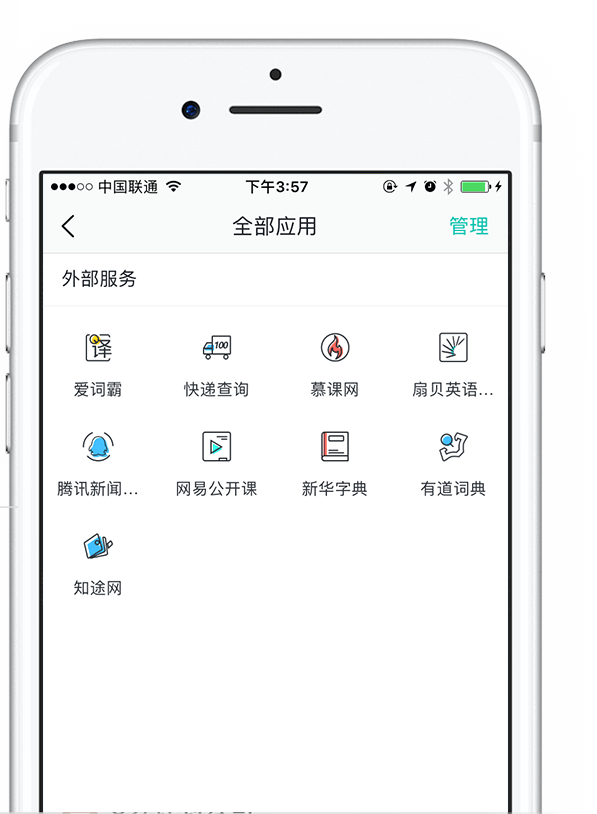 中国联通 下午3:57
全部应用 管理
外部服务
译 100
爱词霸 快递查询 慕课网 扇贝英语...
腾讯新闻... 网易公开课 新华字典 有道词典
知途网